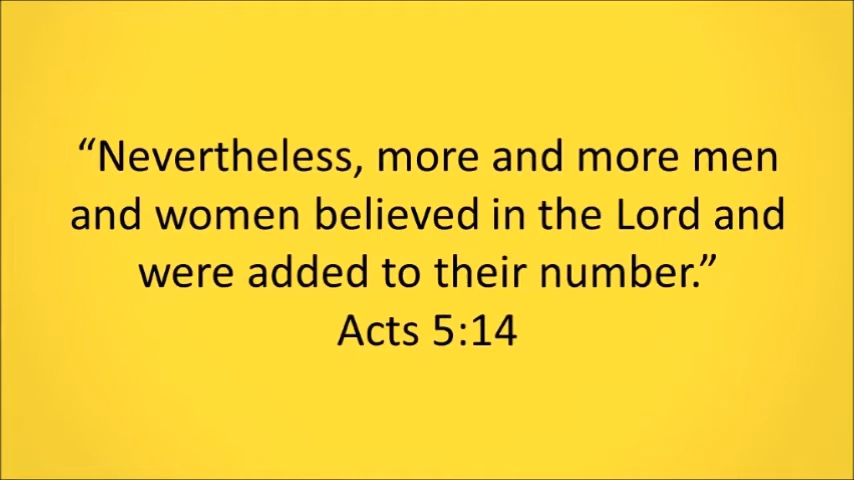 “Nevertheless, more and more men
and women believed in the Lord and
were added to their number.”
Acts 5:14